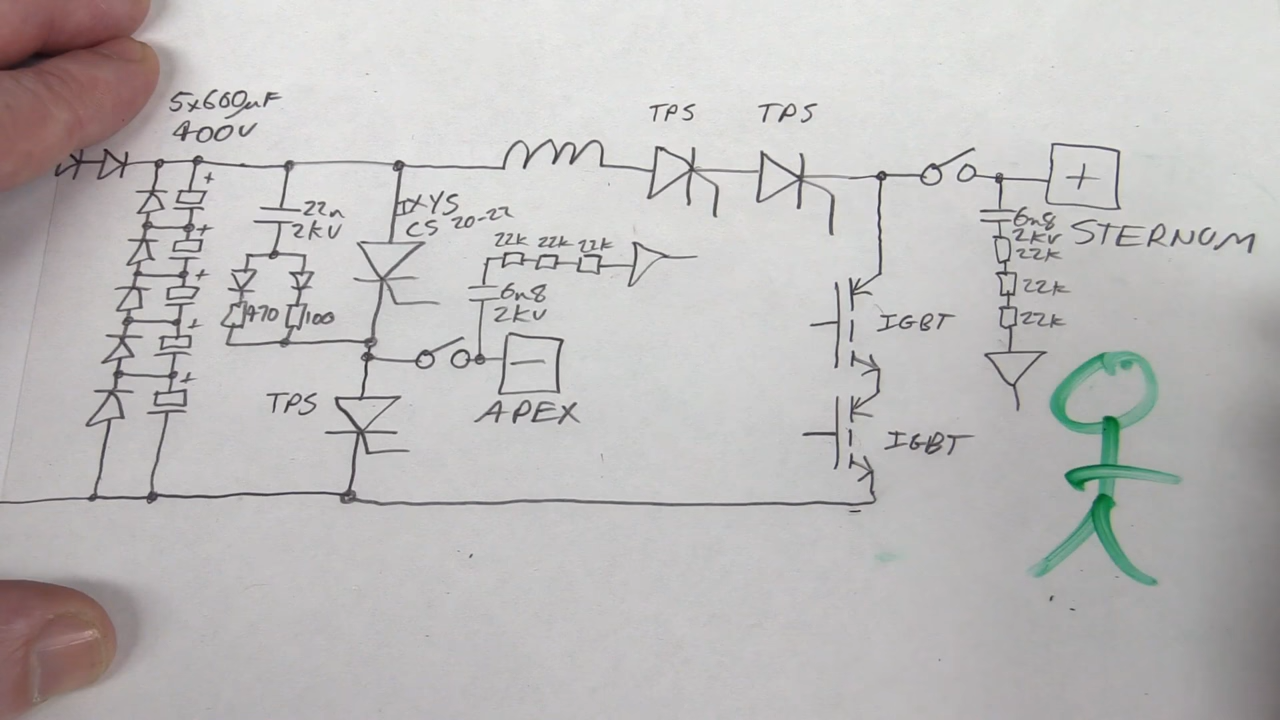 5x660µF
400V
TPS
TPS
+
+
+
+
+
22n
2KV
IXYS
CS 20-22
22k
22k
22k
6n8
2KV
470
100
TPS
−
APEX
IGBT
IGBT
+
STERNUM
6n8
2KV
22k
22k
22k